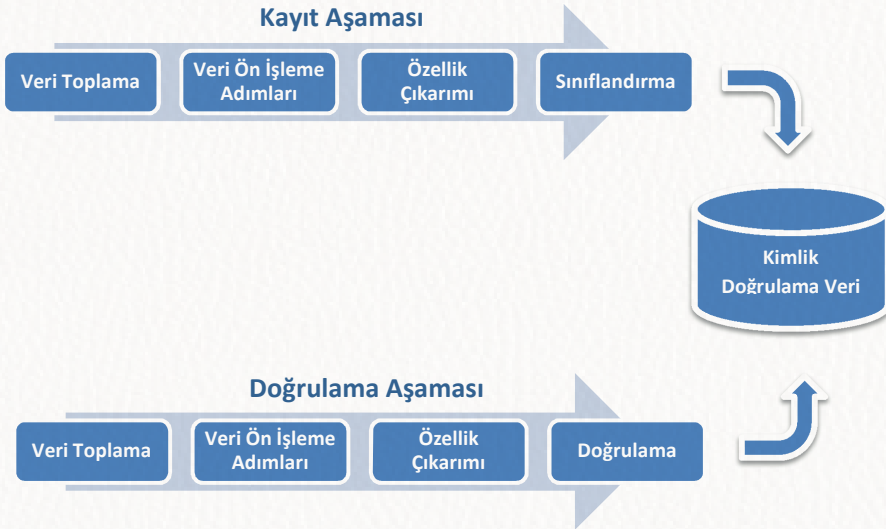 Kayıt Aşaması
Veri Toplama
Veri Ön İşleme
Adımları
Özellik
Çıkarımı
Sınıflandırma
Kimlik
Doğrulama Veri
Doğrulama Aşaması
Veri Toplama
Veri Ön İşleme
Adımları
Özellik
Çıkarımı
Doğrulama